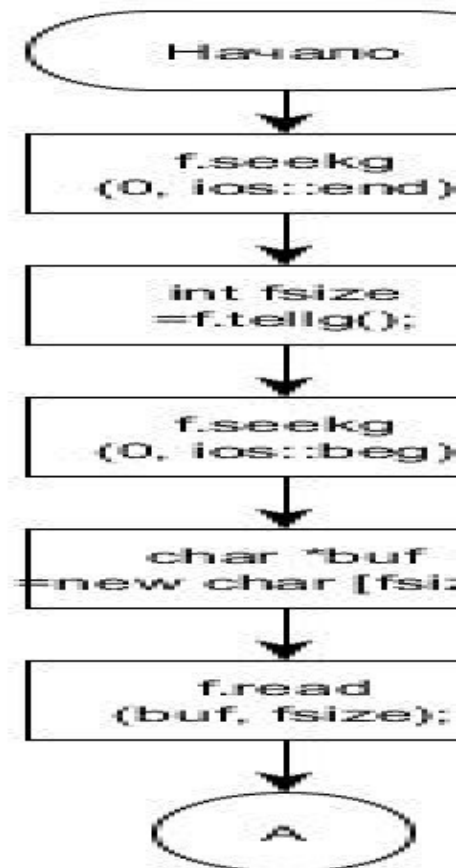 Начало
f.seekg
(0, ios::end)
int fsize
=f.tellg();
f.seekg
(0, ios::beg)
char *buf
=new char [fsiz
f.read
(buf, fsize);
A